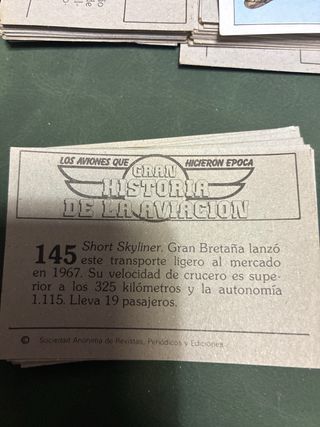 LOS AVIONES QUE HICIERON EPOCA
GRAN
HISTORIA
DE LA AVIACION
145 Short Skyliner. Gran Bretaña lanzó
este transporte ligero al mercado
en 1967. Su velocidad de crucero es supe-
rior a los 325 kilómetros y la autonomía
1.115. Lleva 19 pasajeros.
© Sociedad Anónima de Revistas, Periódicos y Ediciones.